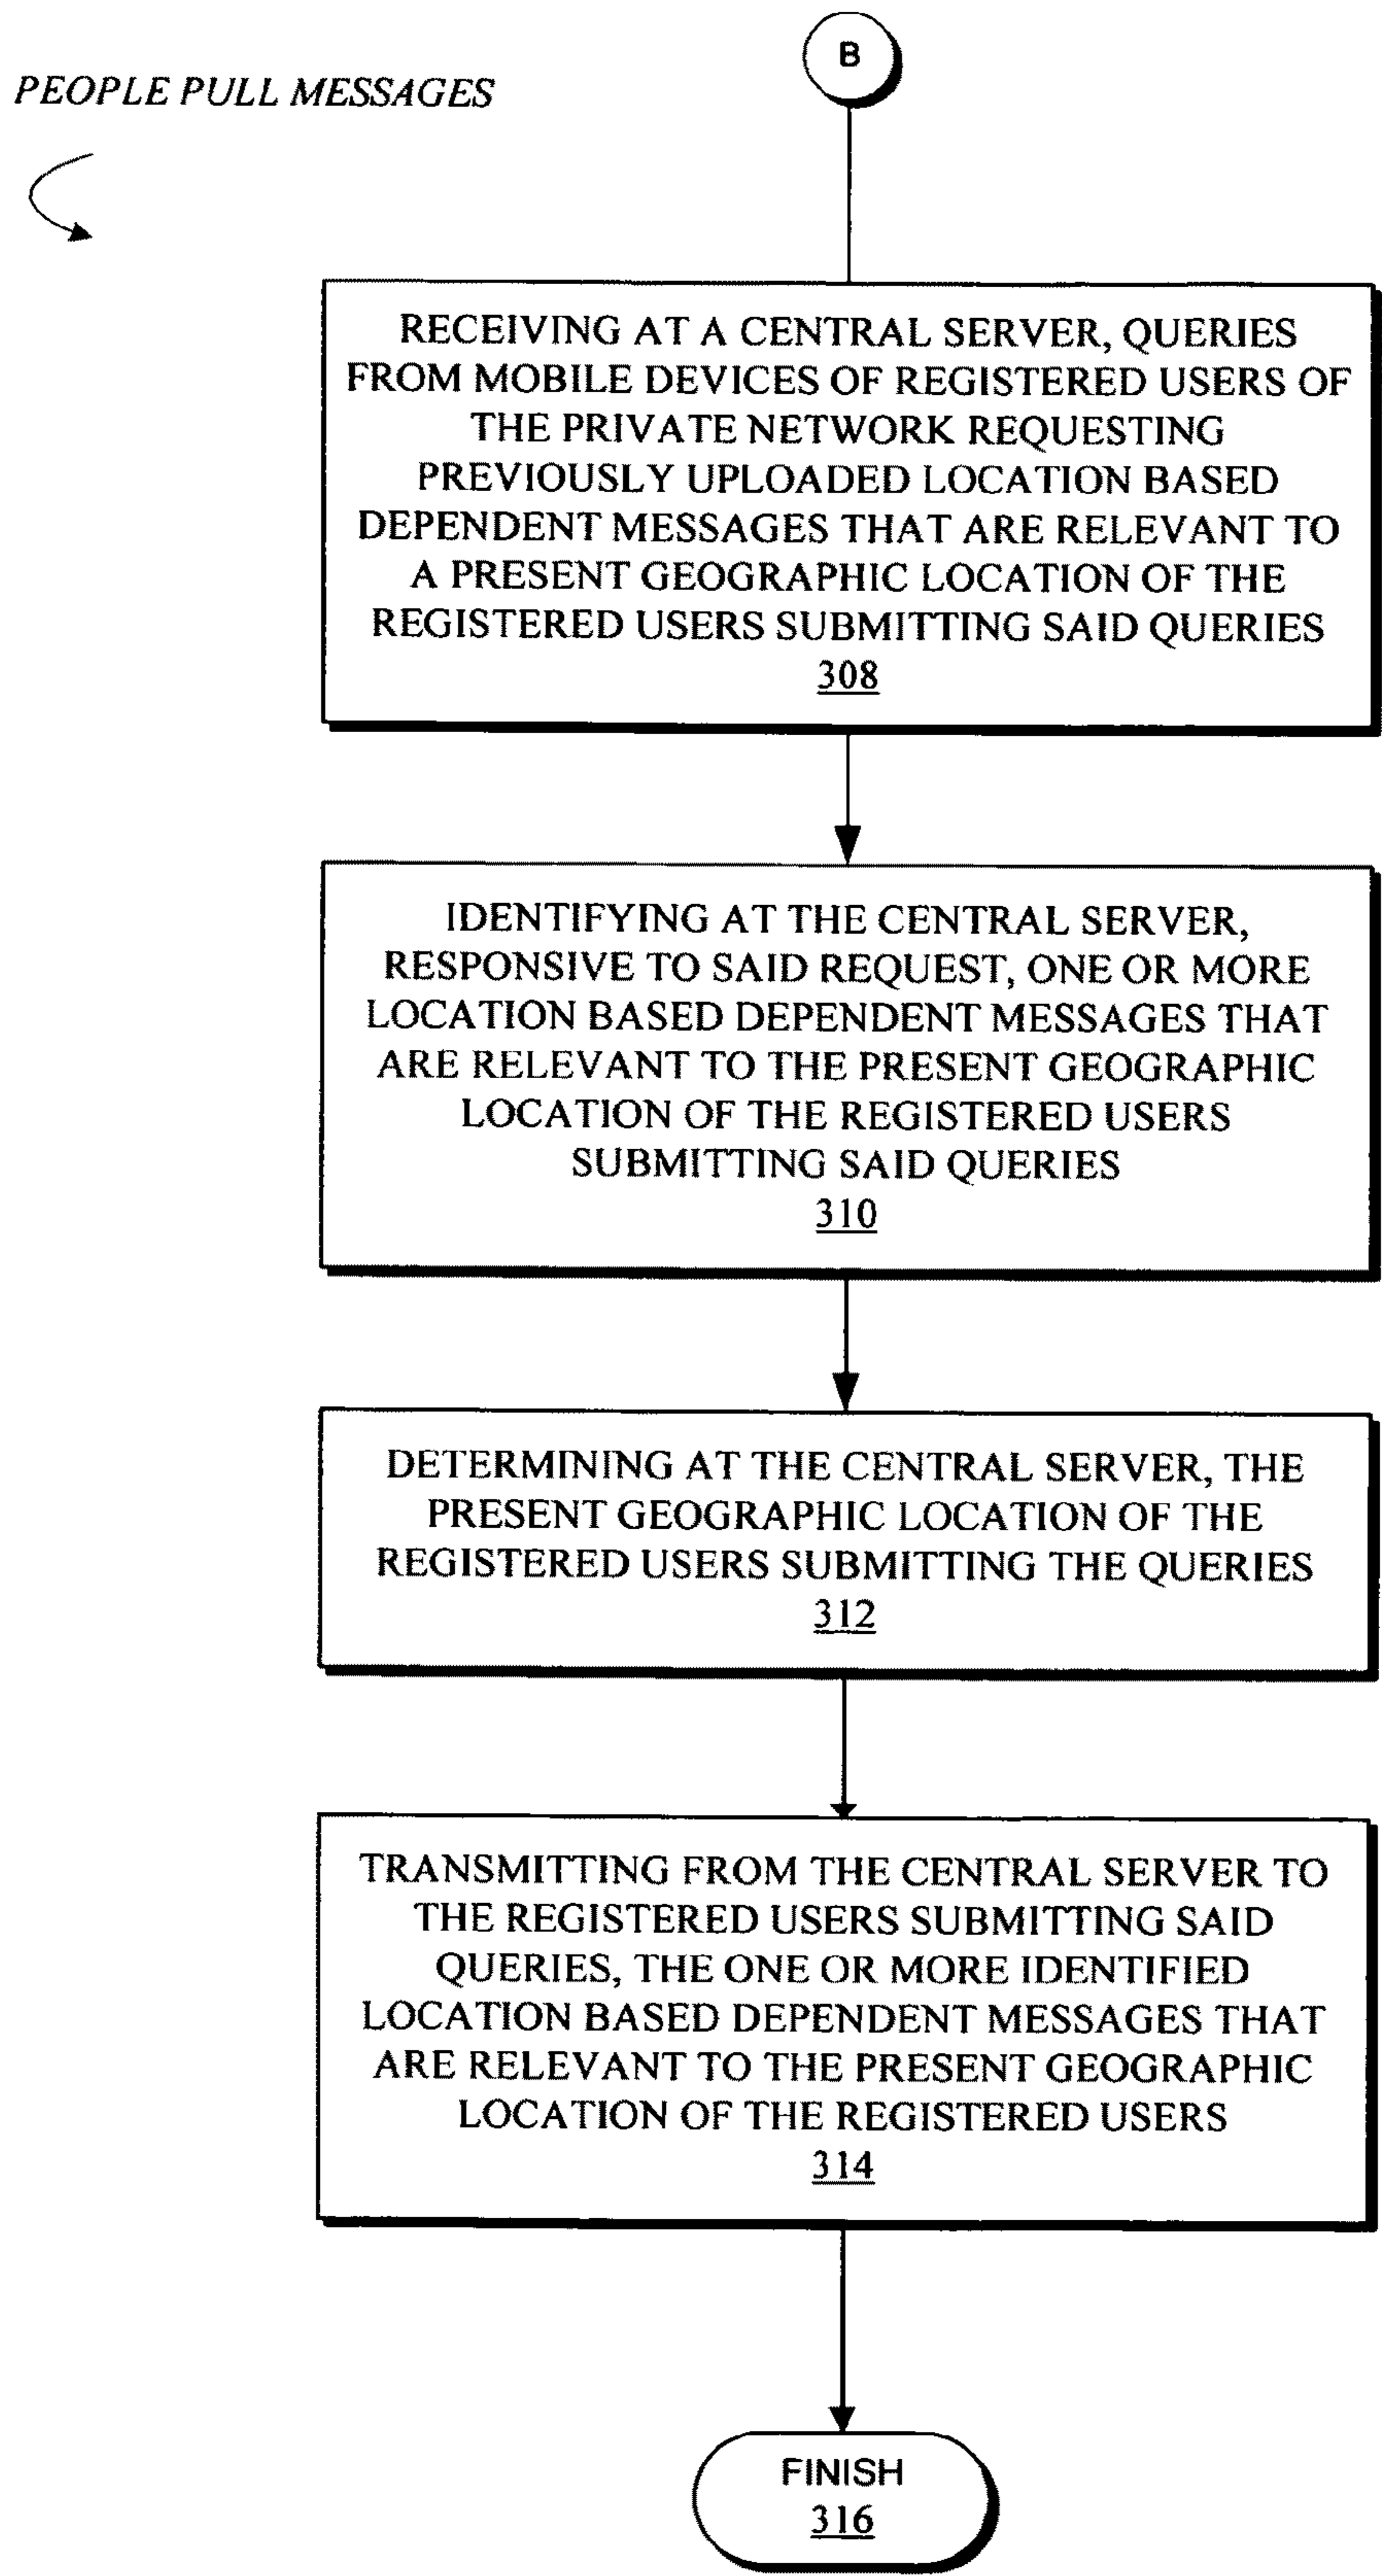 B
PEOPLE PULL MESSAGES
RECEIVING AT A CENTRAL SERVER, QUERIES
FROM MOBILE DEVICES OF REGISTERED USERS OF
THE PRIVATE NETWORK REQUESTING
PREVIOUSLY UPLOADED LOCATION BASED
DEPENDENT MESSAGES THAT ARE RELEVANT TO
A PRESENT GEOGRAPHIC LOCATION OF THE
REGISTERED USERS SUBMITTING SAID QUERIES
308
IDENTIFYING AT THE CENTRAL SERVER,
RESPONSIVE TO SAID REQUEST, ONE OR MORE
LOCATION BASED DEPENDENT MESSAGES THAT
ARE RELEVANT TO THE PRESENT GEOGRAPHIC
LOCATION OF THE REGISTERED USERS
SUBMITTING SAID QUERIES
310
DETERMINING AT THE CENTRAL SERVER, THE
PRESENT GEOGRAPHIC LOCATION OF THE
REGISTERED USERS SUBMITTING THE QUERIES
312
TRANSMITTING FROM THE CENTRAL SERVER TO
THE REGISTERED USERS SUBMITTING SAID
QUERIES, THE ONE OR MORE IDENTIFIED
LOCATION BASED DEPENDENT MESSAGES THAT
ARE RELEVANT TO THE PRESENT GEOGRAPHIC
LOCATION OF THE REGISTERED USERS
314
FINISH
316